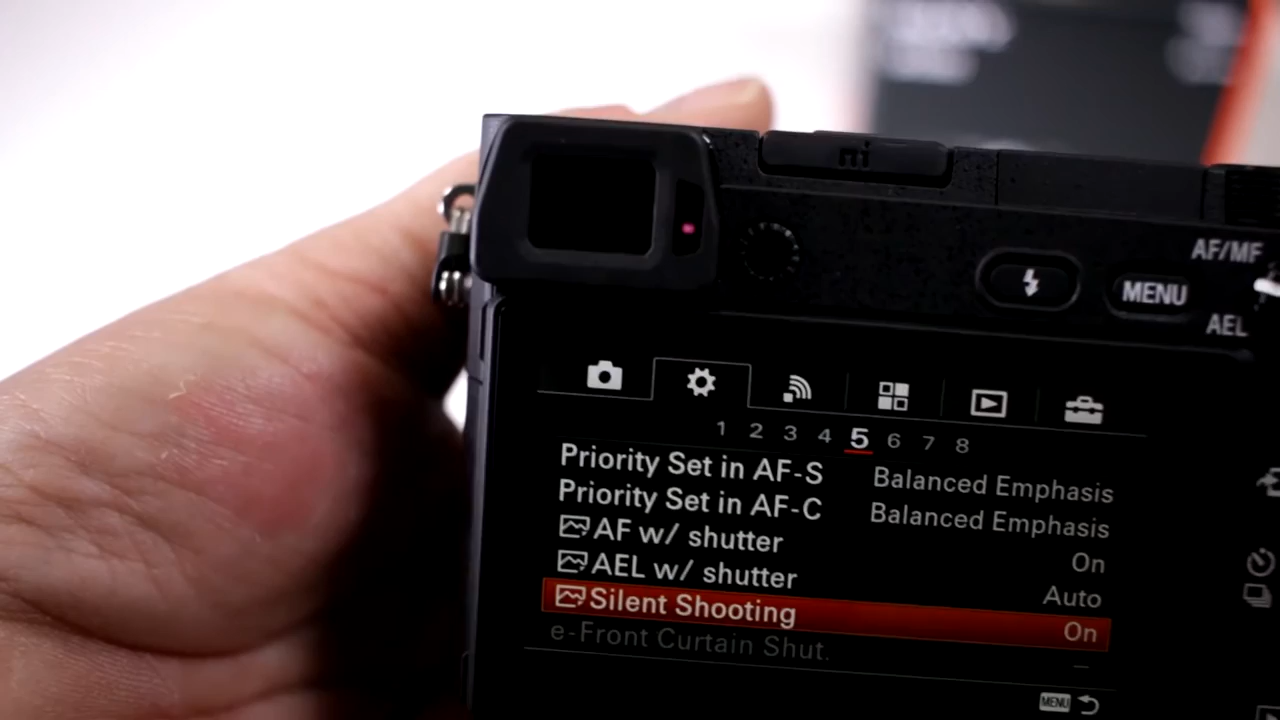 AF/MF
MENU
AEL
1 2 3 4 5 6 7 8
Priority Set in AF-S Balanced Emphasis
Priority Set in AF-C Balanced Emphasis
AF w/ shutter On
AEL w/ shutter Auto
Silent Shooting On
e-Front Curtain Shut. –
MENU